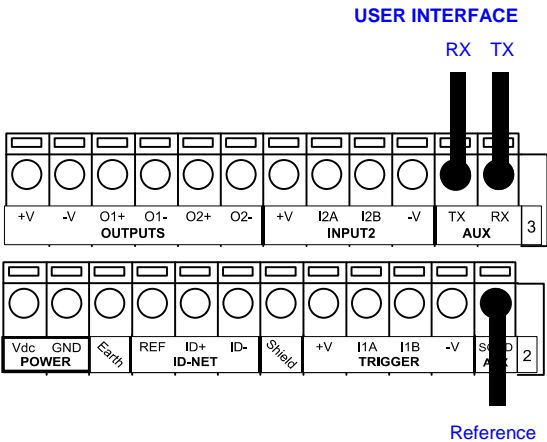 USER INTERFACE
RX TX
+V -V O1+ O1- O2+ O2- +V I2A I2B -V TX RX
OUTPUTS INPUT2 AUX
3
Vdc GND Earth REF ID+ ID- Shield +V I1A I1B -V
POWER ID-NET TRIGGER
2
Reference